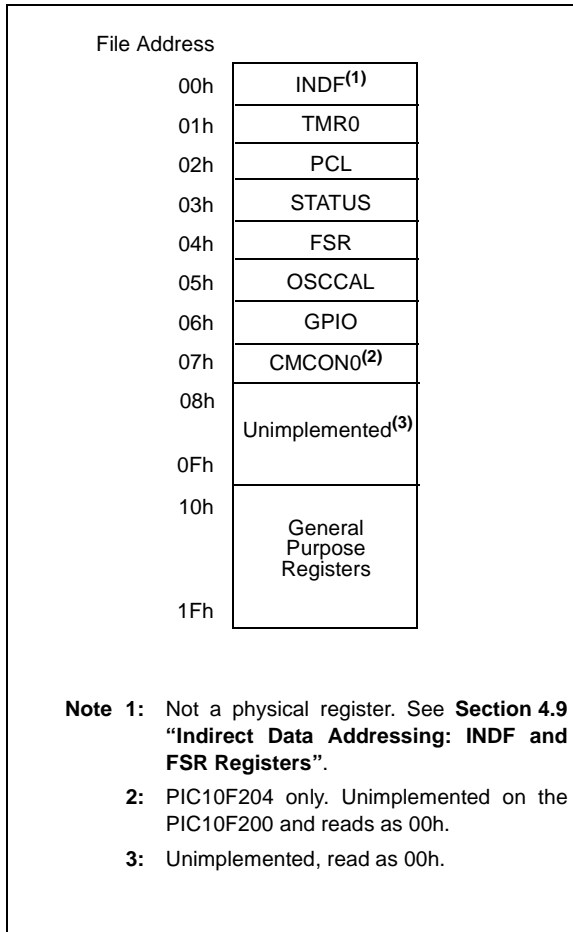 File Address
00h INDF(1)
01h TMR0
02h PCL
03h STATUS
04h FSR
05h OSCCAL
06h GPIO
07h CMCON0(2)
08h
Unimplemented(3)
0Fh
10h
General
Purpose
Registers
1Fh
Note 1: Not a physical register. See Section 4.9
“Indirect Data Addressing: INDF and
FSR Registers”.
2: PIC10F204 only. Unimplemented on the
PIC10F200 and reads as 00h.
3: Unimplemented, read as 00h.